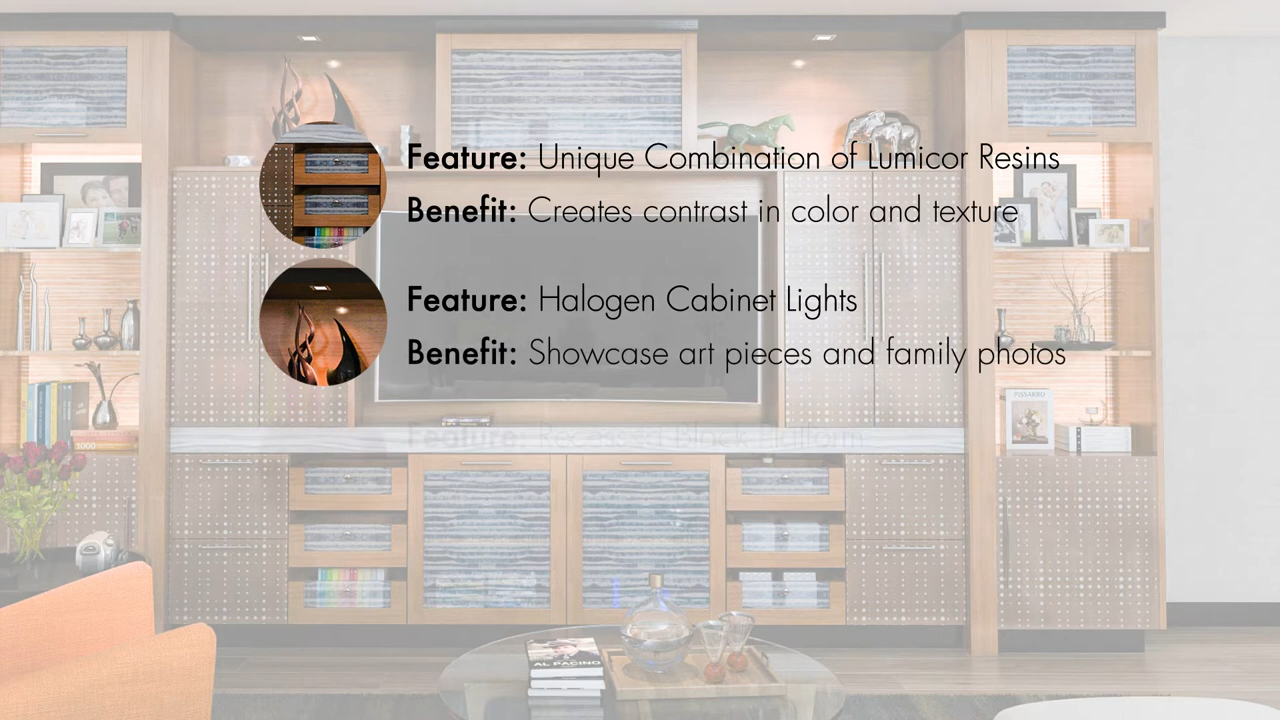 Feature: Unique Combination of Lumicor Resins
Benefit: Creates contrast in color and texture
Feature: Halogen Cabinet Lights
Benefit: Showcase art pieces and family photos
Feature: Recessed Black Platform
PISSARRO
1000
AL PACINO